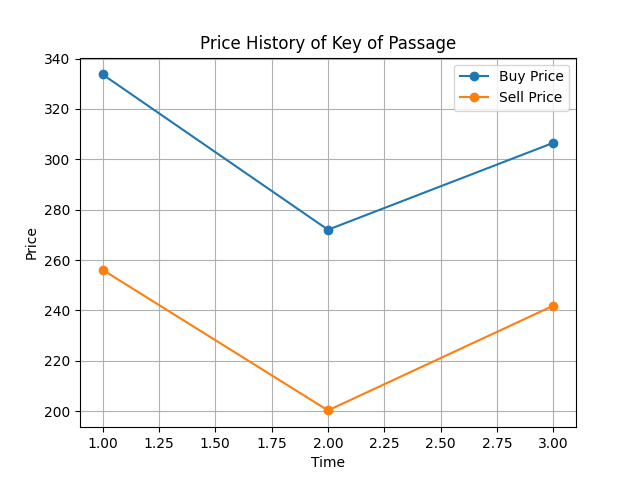 Price History of Key of Passage
Buy Price
Sell Price
340
320
300
280
260
240
220
200
Price
1.00 1.25 1.50 1.75 2.00 2.25 2.50 2.75 3.00
Time